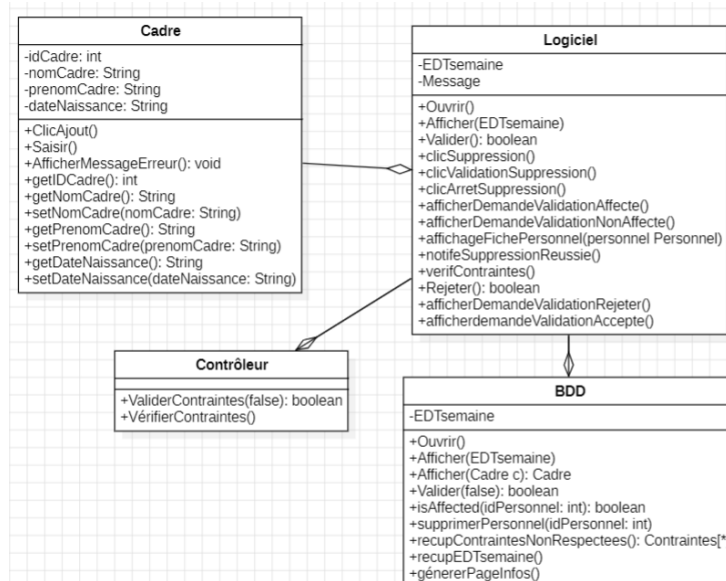 Cadre
-idCadre: int
-nomCadre: String
-prenomCadre: String
-dateNaissance: String
+ClicAjout()
+Saisir()
+AfficherMessageErreur(): void
+getIDCadre(): int
+getNomCadre(): String
+setNomCadre(nomCadre: String)
+getPrenomCadre(): String
+setPrenomCadre(prenomCadre: String)
+getDateNaissance(): String
+setDateNaissance(dateNaissance: String)
Logiciel
-EDTsemaine
-Message
+Ouvrir()
+Afficher(EDTsemaine)
+Valider(): boolean
+clicSuppression()
+clicValidationSuppression()
+clicArretSuppression()
+afficherDemandeValidationAffecte()
+afficherDemandeValidationNonAffecte()
+affichageFichePersonnel(personnel Personnel)
+notifeSuppressionReussie()
+verifContraintes()
+Rejeter(): boolean
+afficherDemandeValidationRejeter()
+afficherdemandeValidationAccepte()
Contrôleur
+ValiderContraintes(false): boolean
+VérifierContraintes()
BDD
-EDTsemaine
+Ouvrir()
+Afficher(EDTsemaine)
+Afficher(Cadre c): Cadre
+Valider(false): boolean
+isAffected(idPersonnel: int): boolean
+supprimerPersonnel(idPersonnel: int)
+recupContraintesNonRespectees(): Contraintes[*
+recupEDTsemaine()
+génererPageInfos()